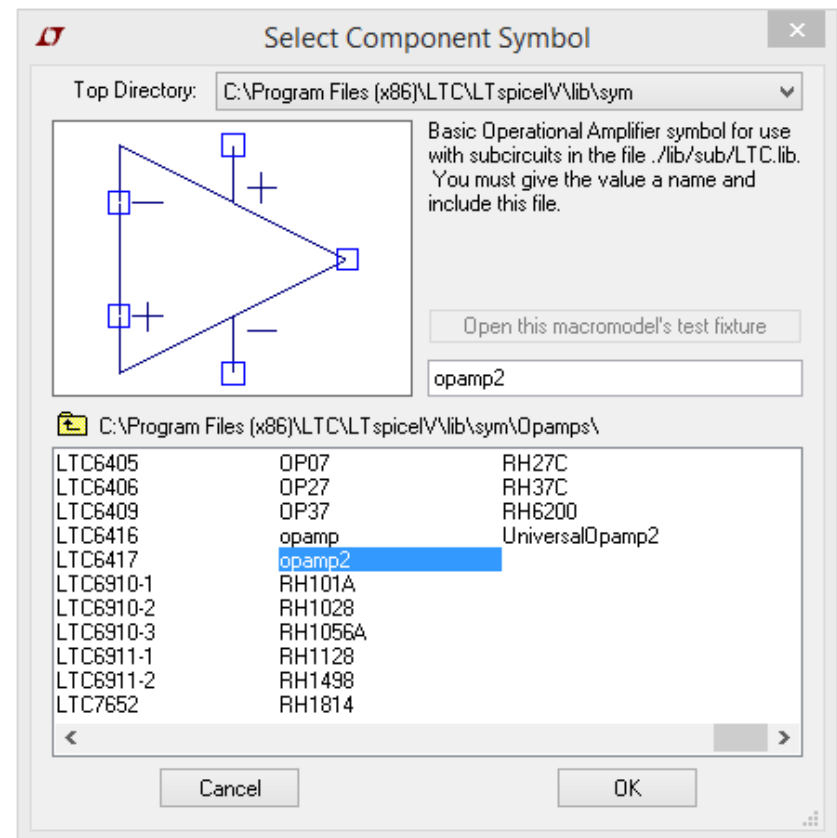 Select Component Symbol
Top Directory: C:\Program Files (x86)\LTC\LTspiceIV\lib\sym
Basic Operational Amplifier symbol for use
with subcircuits in the file ./lib/sub/LTC.lib.
You must give the value a name and
include this file.
Open this macromodel's test fixture
opamp2
C:\Program Files (x86)\LTC\LTspiceIV\lib\sym\Opamps\
LTC6405 OP07 RH27C
LTC6406 OP27 RH37C
LTC6409 OP37 RH6200
LTC6416 opamp UniversalOpamp2
LTC6417 opamp2
LTC6910-1 RH101A
LTC6910-2 RH1028
LTC6910-3 RH1056A
LTC6911-1 RH1128
LTC6911-2 RH1498
LTC7652 RH1814
Cancel OK